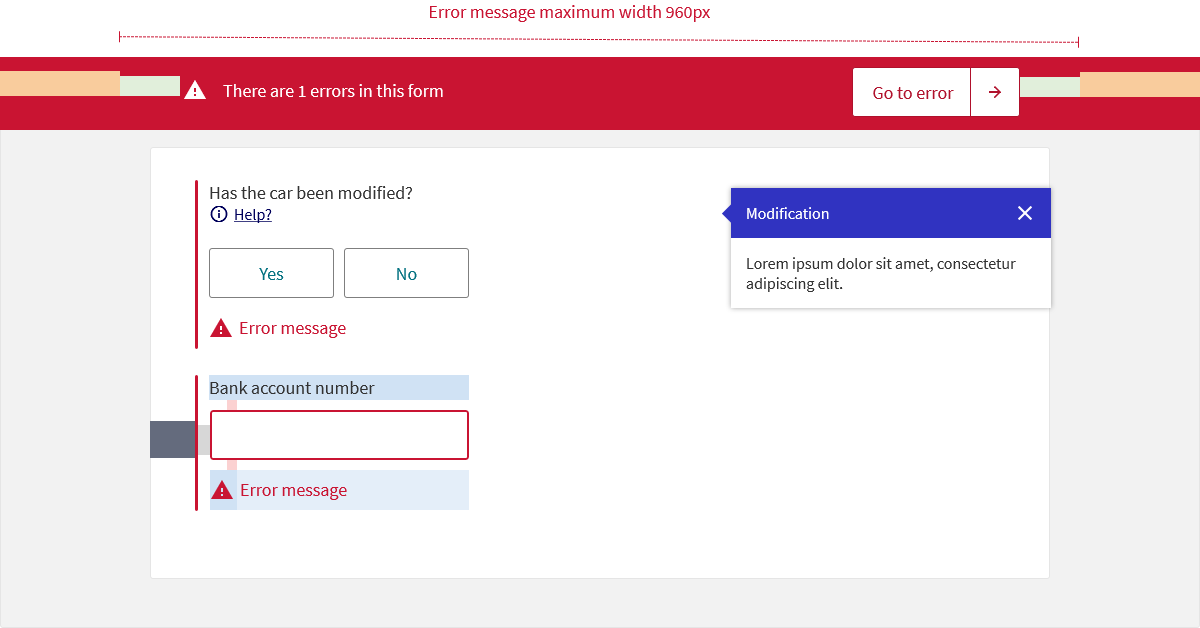 Error message maximum width 960px
There are 1 errors in this form
Go to error
Has the car been modified?
Help?
Yes
No
Error message
Modification
Lorem ipsum dolor sit amet, consectetur
adipiscing elit.
Bank account number
Error message